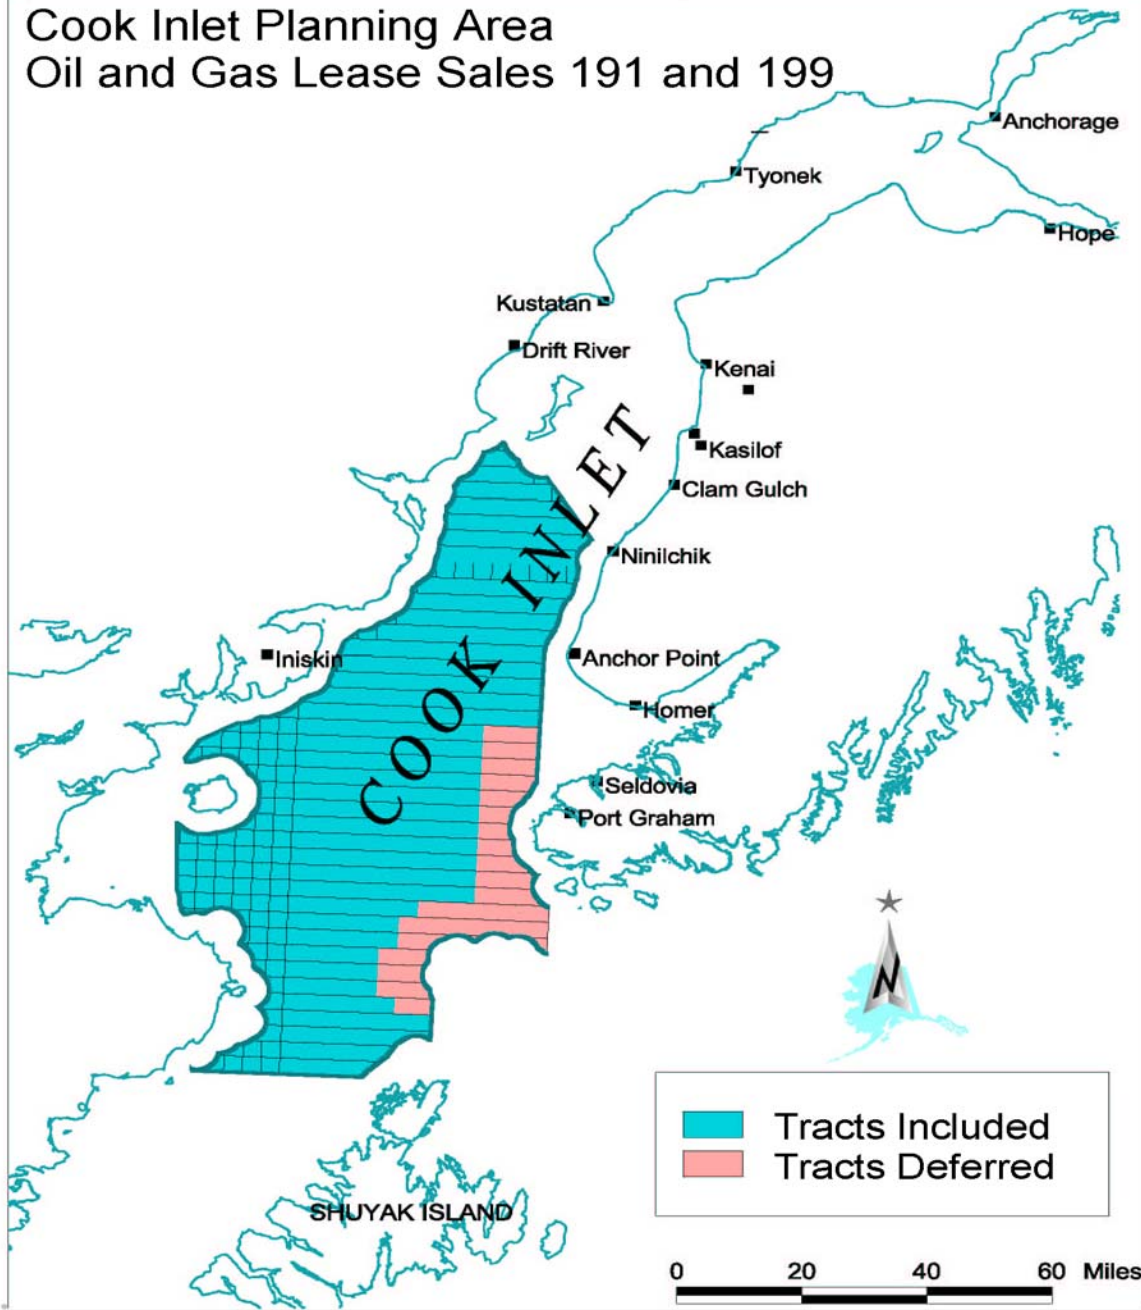 Cook Inlet Planning Area
Oil and Gas Lease Sales 191 and 199
Anchorage
Tyonek
Hope
Kustatan
Drift River
Kenai
Kasilof
Clam Gulch
Ninilchik
COOK INLET
Iniskin
Anchor Point
Homer
Seldovia
Port Graham
N
Tracts Included
Tracts Deferred
SHUYAK ISLAND
0 20 40 60 Miles